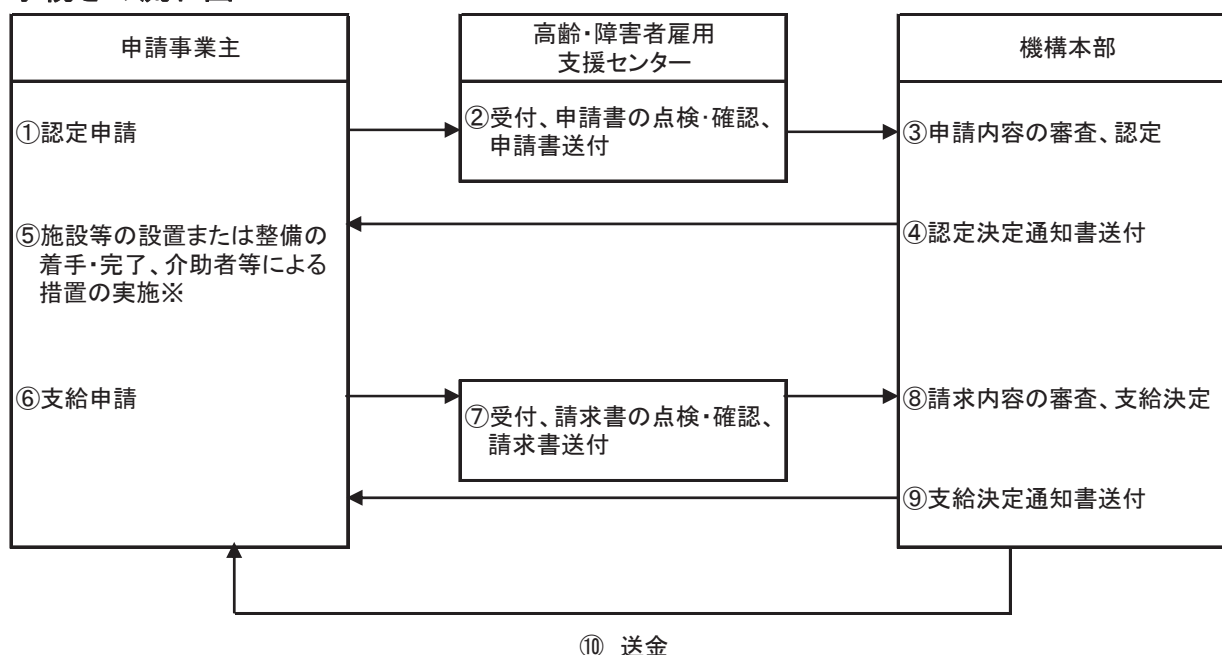 申請事業主
高齢・障害者雇用
支援センター
機構本部
①認定申請
②受付、申請書の点検・確認、
申請書送付
③申請内容の審査、認定
④認定決定通知書送付
⑤施設等の設置または整備の
着手・完了、介助者等による
措置の実施※
⑥支給申請
⑦受付、請求書の点検・確認、
請求書送付
⑧請求内容の審査、支給決定
⑨支給決定通知書送付
⑩ 送金